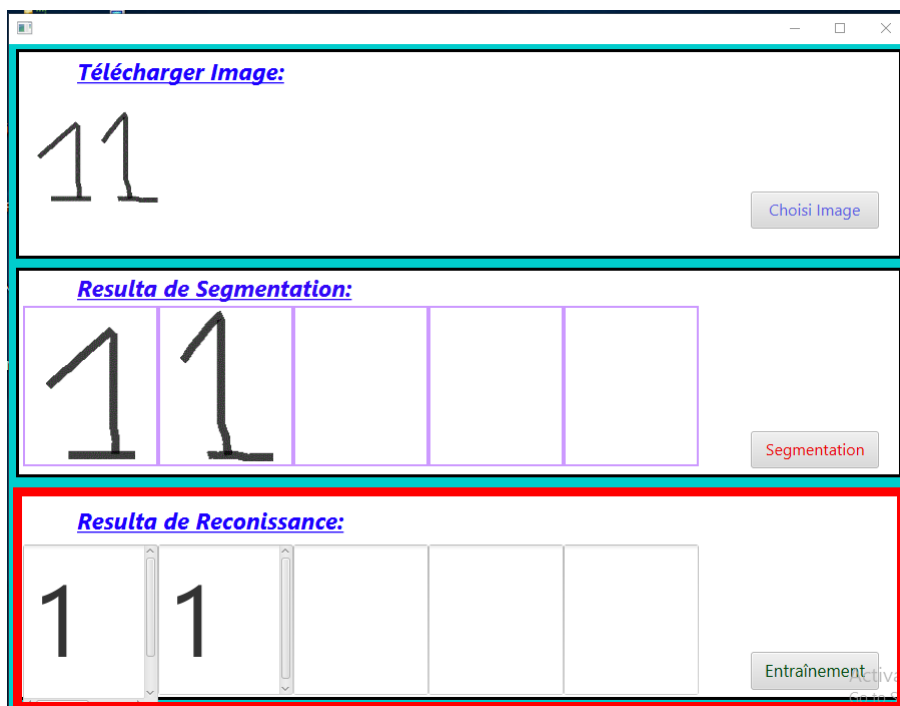 Télécharger Image:
11
Choisi Image
Resulta de Segmentation:
1 1
Segmentation
Resulta de Reconissance:
1 1
Entraînement